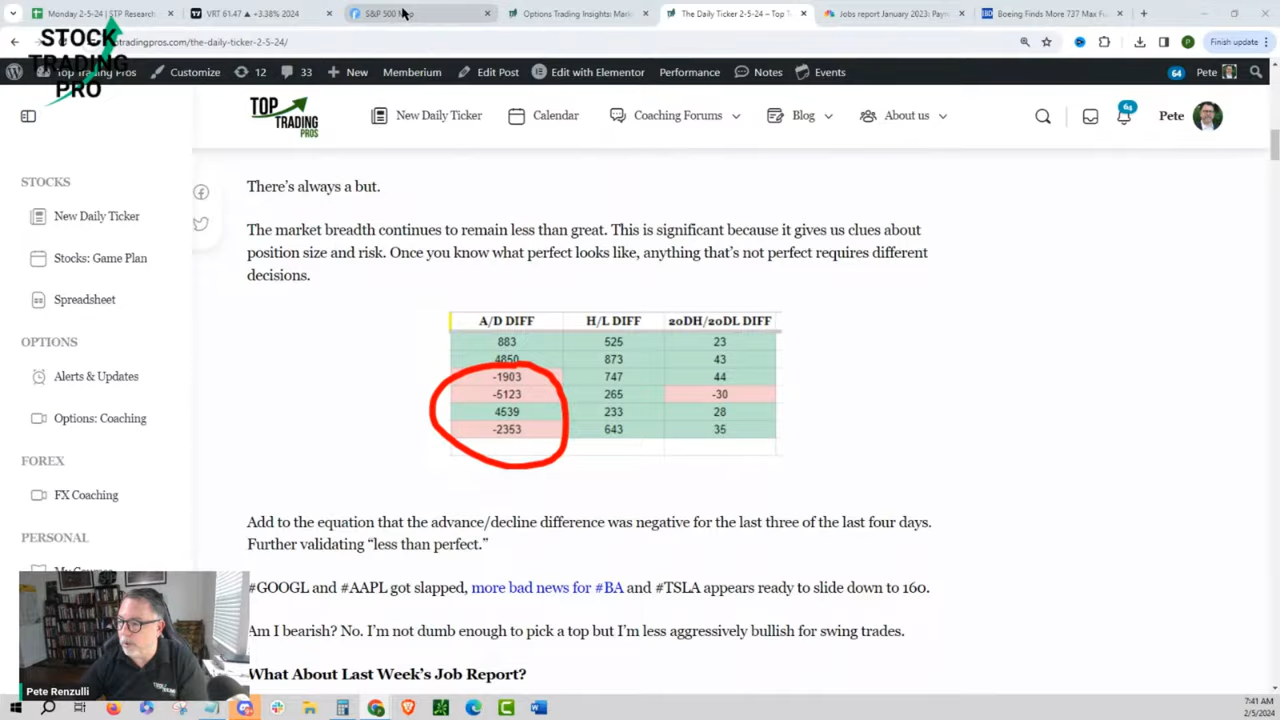 Monday 2-5-24 | STP Research
VRT 61.47 ▲ +3.38% 2024
S&P 500 Map
Options Trading Insights: Mark
The Daily Ticker 2-5-24 – Top
Jobs report January 2023: Payro
Boeing Finds More 737 Max Fu
tradingpros.com/the-daily-ticker-2-5-24/
Finish update
STOCK
TRADING
PRO
Top Trading Pros
Customize
12
33
New
Memberium
Edit Post
Edit with Elementor
Performance
Notes
Events
64
Pete
TOP
TRADING
PROS
New Daily Ticker
Calendar
Coaching Forums
Blog
About us
64
Pete
STOCKS
New Daily Ticker
Stocks: Game Plan
Spreadsheet
OPTIONS
Alerts & Updates
Options: Coaching
FOREX
FX Coaching
PERSONAL
My Courses
There's always a but.
The market breadth continues to remain less than great. This is significant because it gives us clues about
position size and risk. Once you know what perfect looks like, anything that's not perfect requires different
decisions.
A/D DIFF H/L DIFF 20DH/20DL DIFF
883 525 23
4850 873 43
-1903 747 44
-5123 265 -30
4539 233 28
-2353 643 35
Add to the equation that the advance/decline difference was negative for the last three of the last four days.
Further validating “less than perfect.”
#GOOGL and #AAPL got slapped, more bad news for #BA and #TSLA appears ready to slide down to 160.
Am I bearish? No. I'm not dumb enough to pick a top but I'm less aggressively bullish for swing trades.
What About Last Week's Job Report?
Pete Renzulli
7:41 AM
2/5/2024